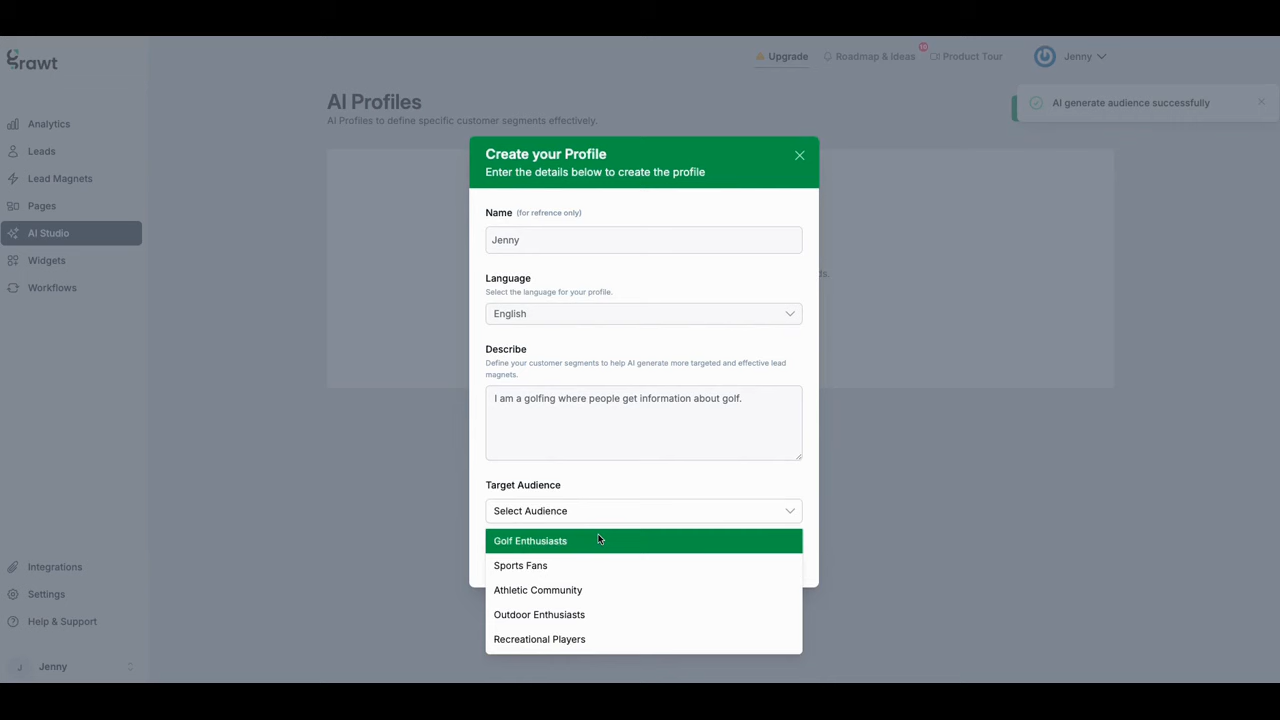 Grawt
Upgrade
Roadmap & Ideas
Product Tour
Jenny
Analytics
Leads
Lead Magnets
Pages
AI Studio
Widgets
Workflows
Integrations
Settings
Help & Support
J Jenny
AI Profiles
AI Profiles to define specific customer segments effectively.
AI generate audience successfully
ds.
Create your Profile
Enter the details below to create the profile
Name (for refrence only)
Jenny
Language
Select the language for your profile.
English
Describe
Define your customer segments to help AI generate more targeted and effective lead
magnets.
I am a golfing where people get information about golf.
Target Audience
Select Audience
Golf Enthusiasts
Sports Fans
Athletic Community
Outdoor Enthusiasts
Recreational Players